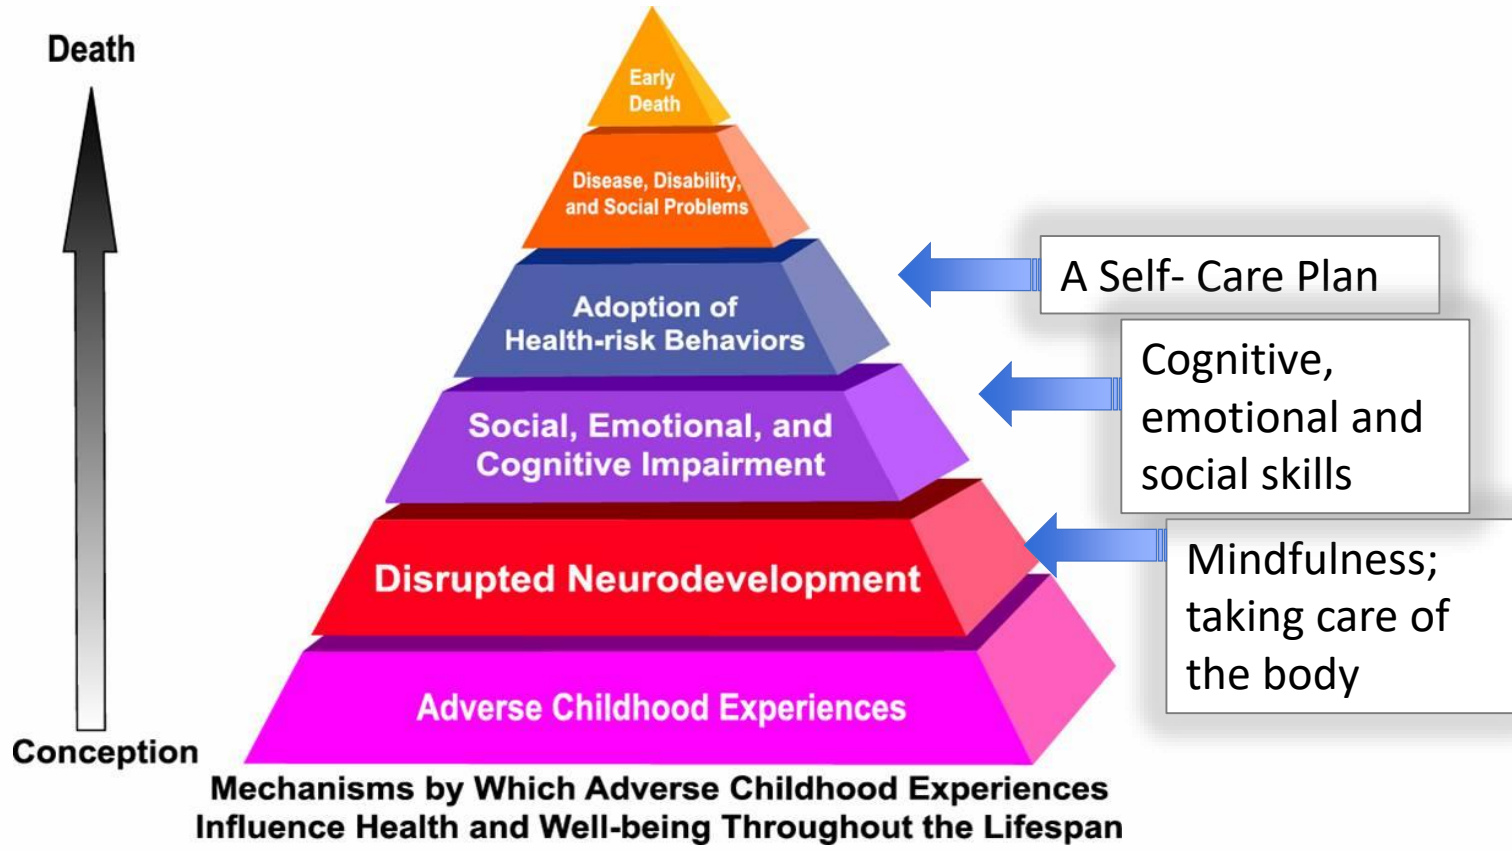 Death
Early
Death
Disease, Disability,
and Social Problems
Adoption of
Health-risk Behaviors
Social, Emotional, and
Cognitive Impairment
Disrupted Neurodevelopment
Adverse Childhood Experiences
Conception
A Self- Care Plan
Cognitive,
emotional and
social skills
Mindfulness;
taking care of
the body
Mechanisms by Which Adverse Childhood Experiences
Influence Health and Well-being Throughout the Lifespan